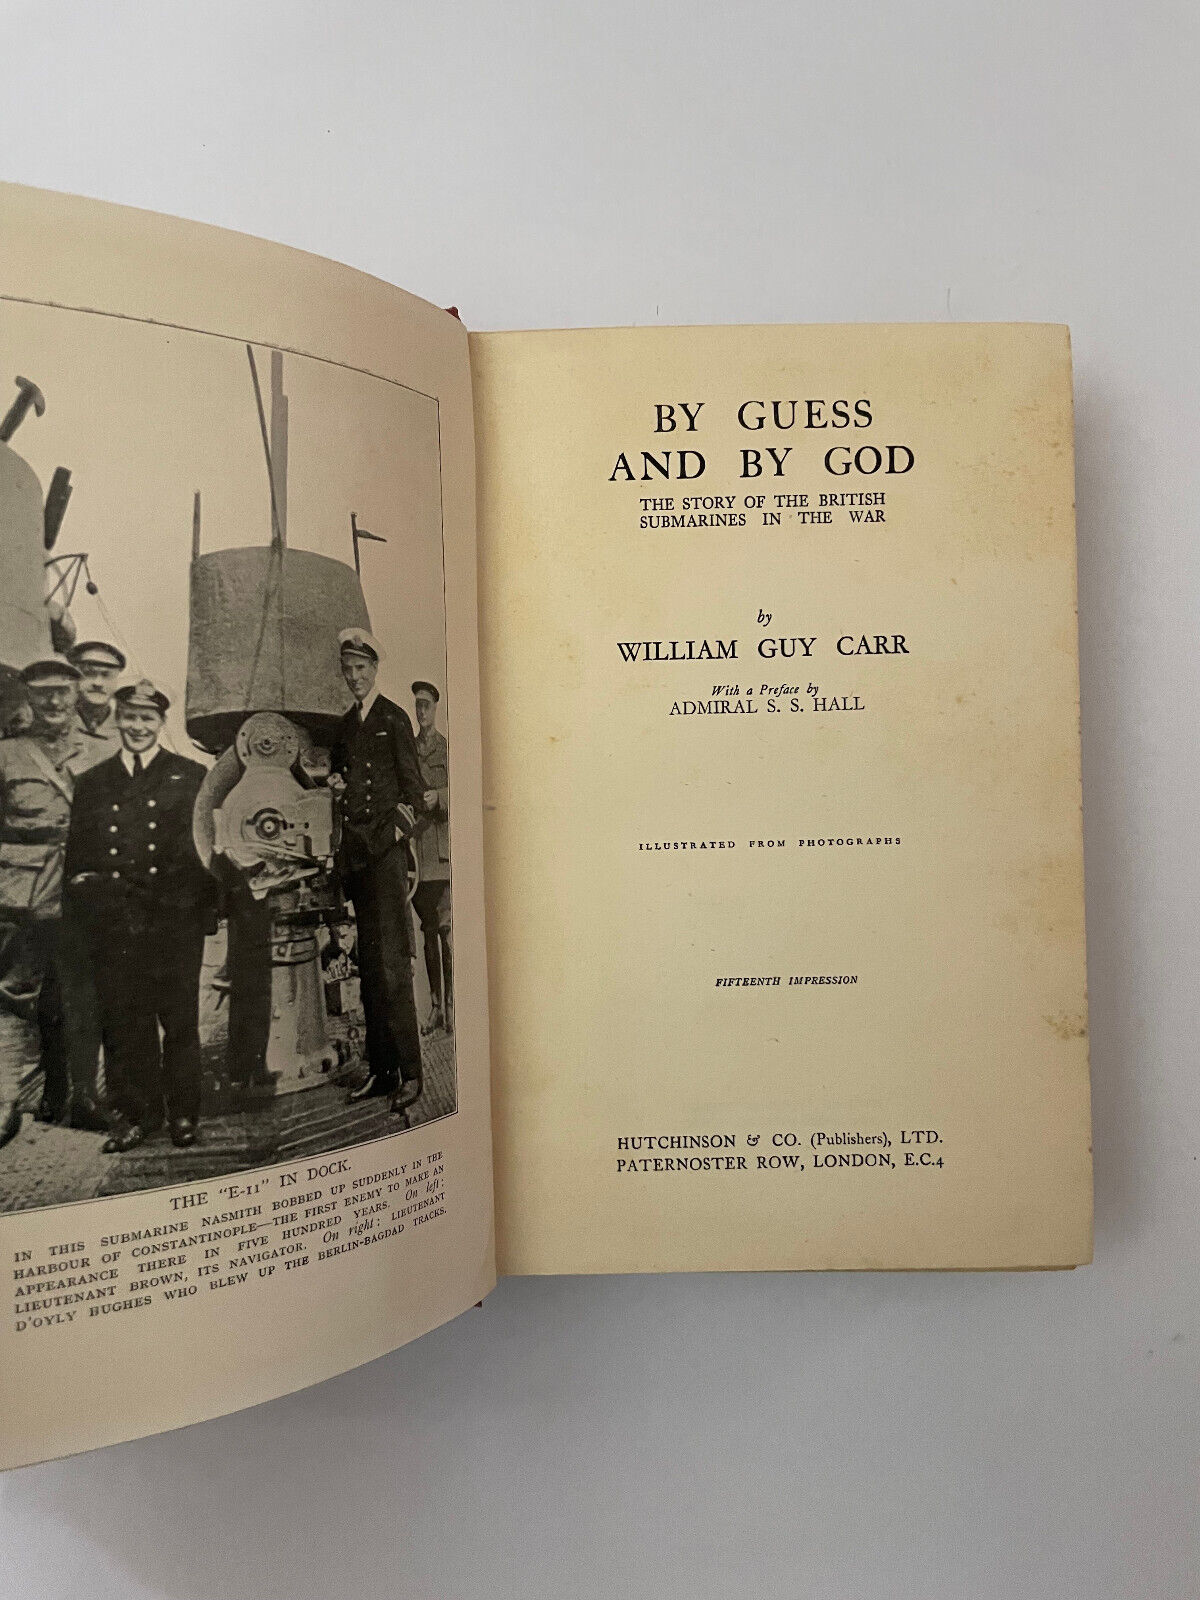 THE "E-11" IN DOCK.
IN THIS SUBMARINE NASMITH BOBBED UP SUDDENLY IN THE
HARBOUR OF CONSTANTINOPLE—THE FIRST ENEMY TO MAKE AN
APPEARANCE THERE IN FIVE HUNDRED YEARS. On left:
LIEUTENANT BROWN, ITS NAVIGATOR. On right: LIEUTENANT
D'OYLY HUGHES WHO BLEW UP THE BERLIN-BAGDAD TRACKS.
BY GUESS
AND BY GOD
THE STORY OF THE BRITISH
SUBMARINES IN THE WAR
by
WILLIAM GUY CARR
With a Preface by
ADMIRAL S. S. HALL
ILLUSTRATED FROM PHOTOGRAPHS
FIFTEENTH IMPRESSION
HUTCHINSON & CO. (Publishers), LTD.
PATERNOSTER ROW, LONDON, E.C.4